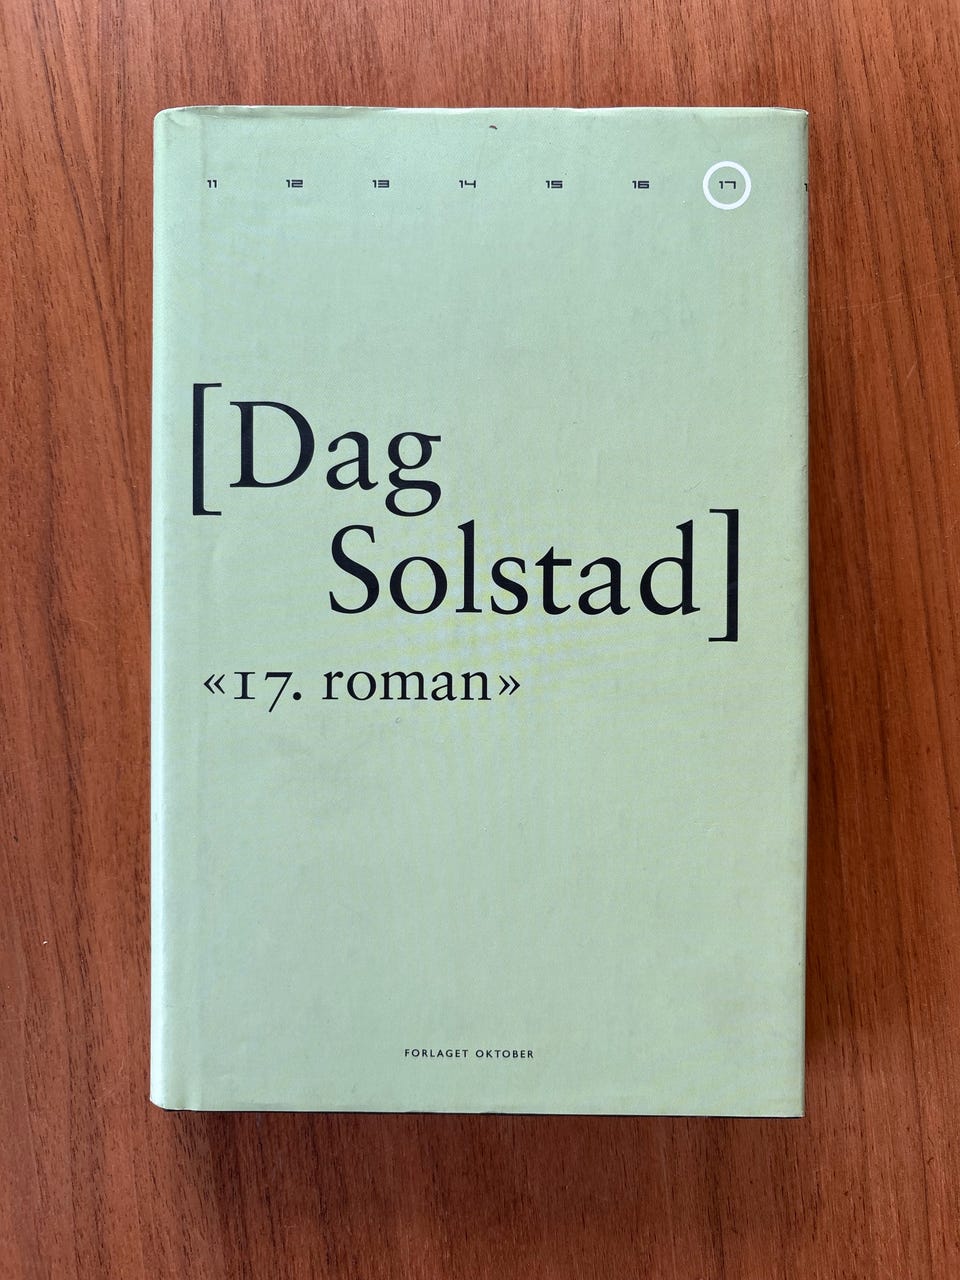 11 12 13 14 15 16 17
[Dag
Solstad]
«17. roman»
FORLAGET OKTOBER